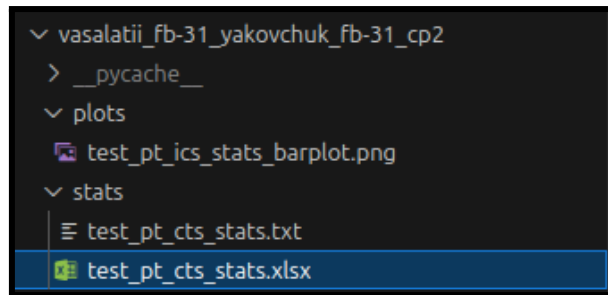 vasalatii_fb-31_yakovchuk_fb-31_cp2
__pycache__
plots
test_pt_ics_stats_barplot.png
stats
test_pt_cts_stats.txt
test_pt_cts_stats.xlsx